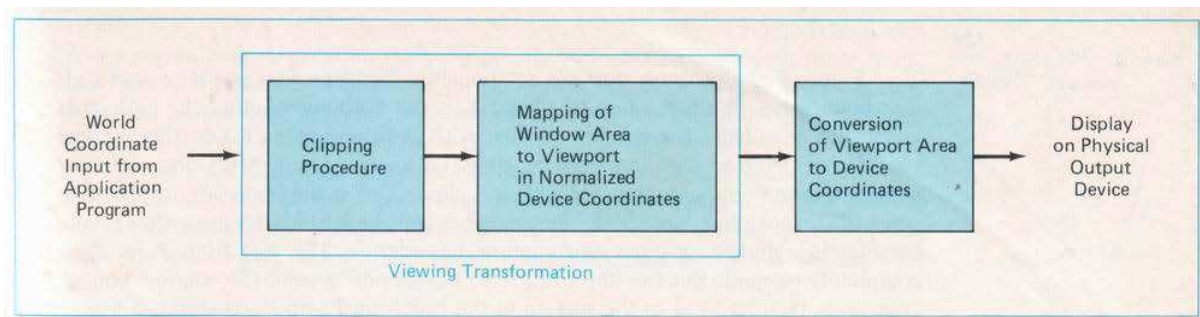 World
Coordinate
Input from
Application
Program
Clipping
Procedure
Mapping of
Window Area
to Viewport
in Normalized
Device Coordinates
Conversion
of Viewport Area
to Device
Coordinates
Display
on Physical
Output
Device
Viewing Transformation